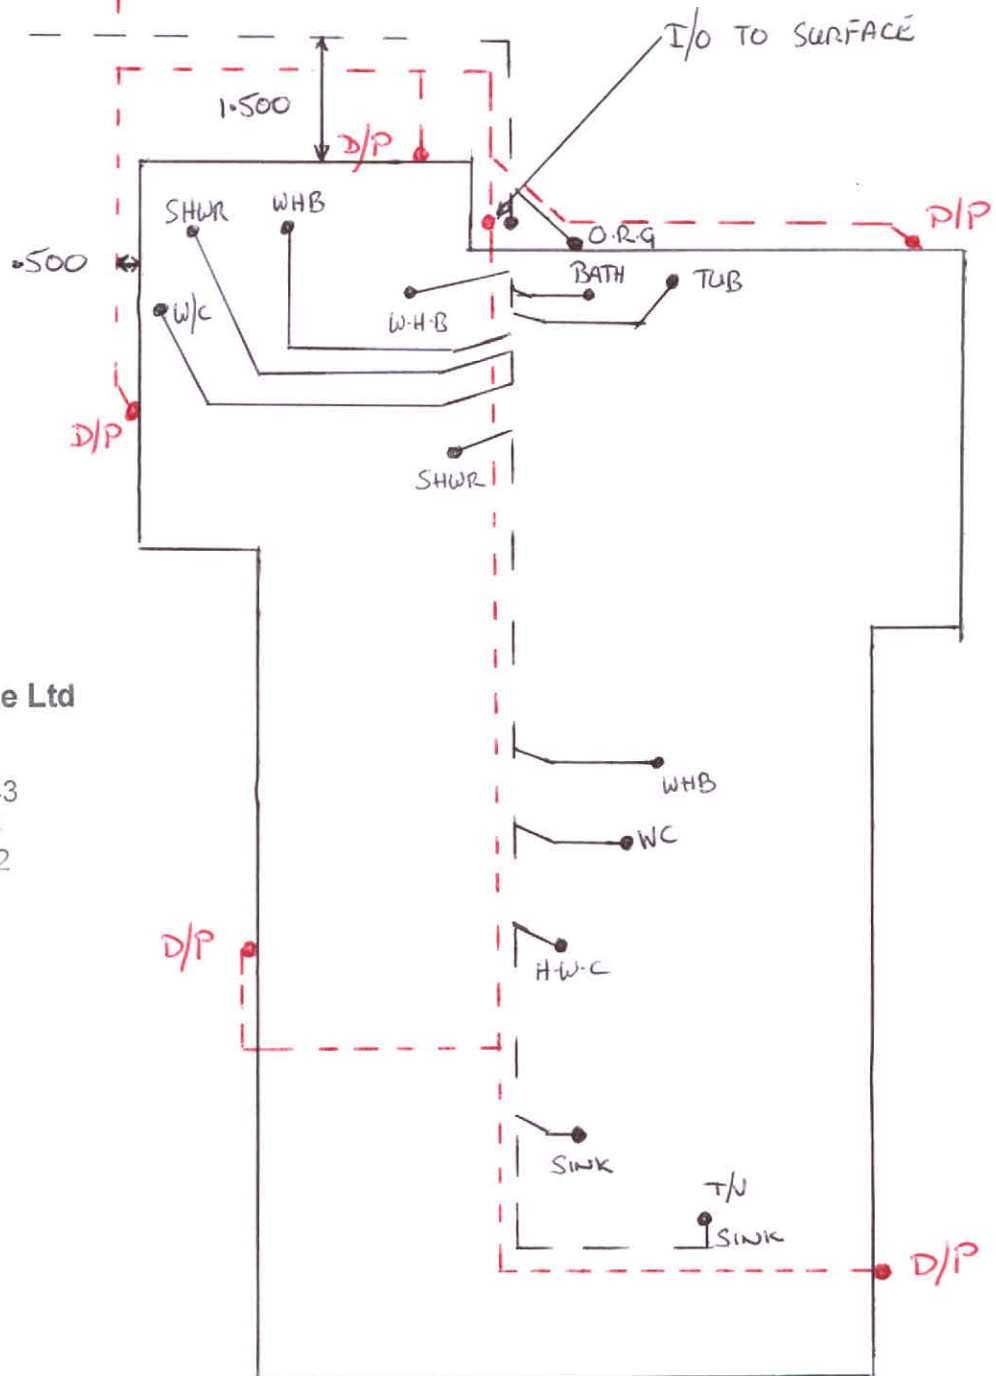 I/O TO SURFACE
1.500
D/P
SHWR
WHB
D/P
O.R.G
.500
BATH
TUB
W/C
W-H-B
D/P
SHWR
e Ltd
3
WHB
2
WC
D/P
H-W-C
SINK
T/V
SINK
D/P